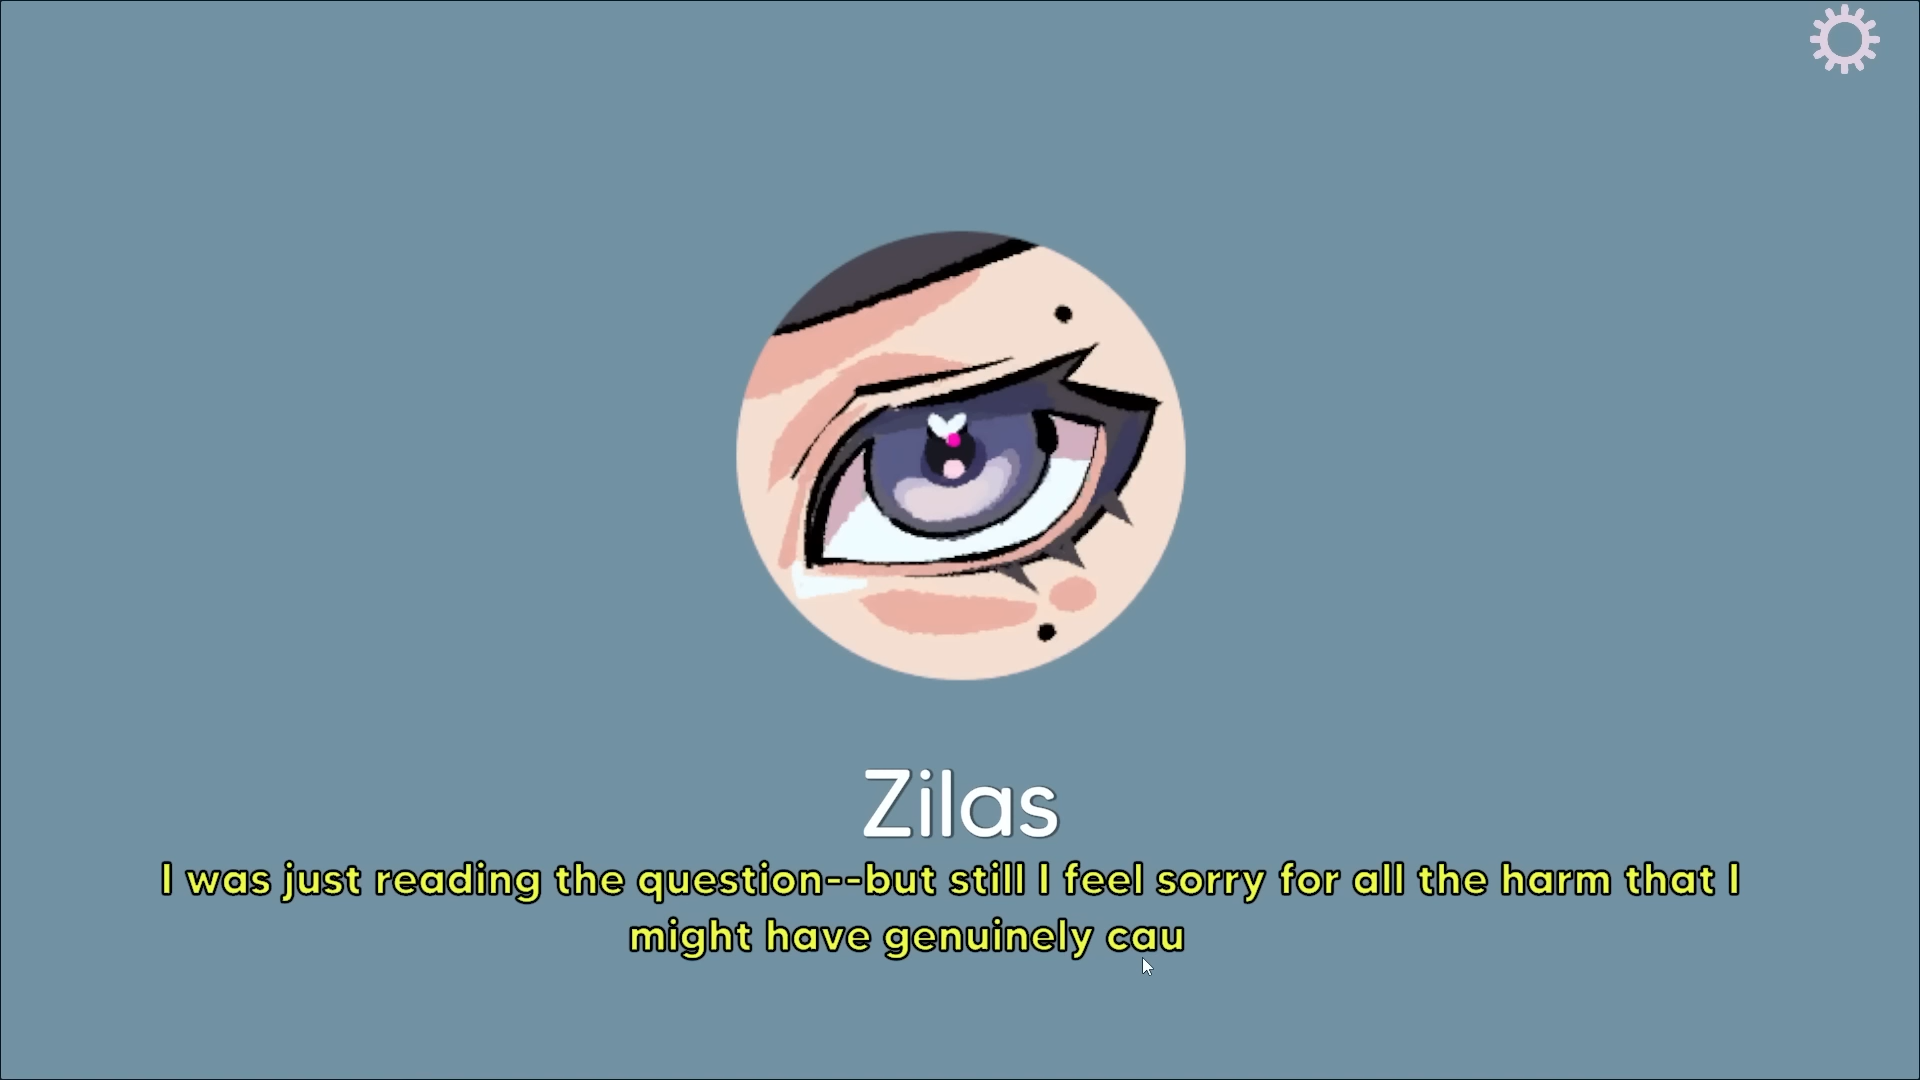 Zilas
I was just reading the question--but still I feel sorry for all the harm that I
might have genuinely cau